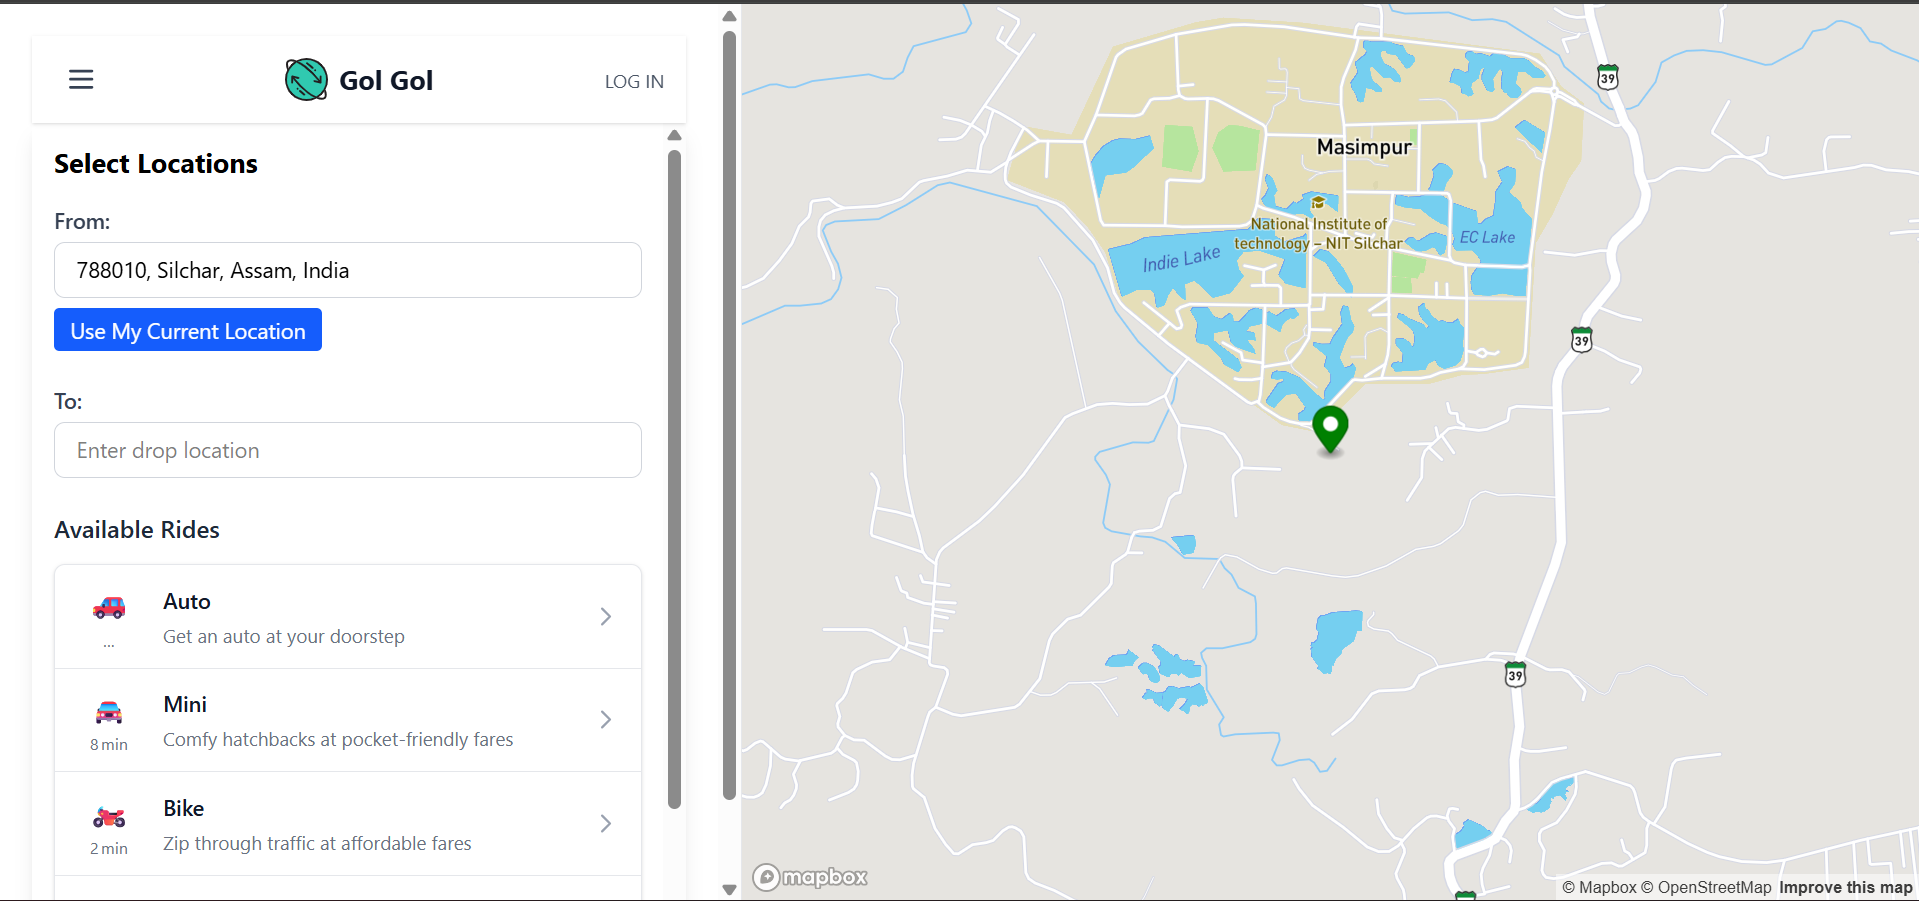 Gol Gol
LOG IN
Select Locations
From:
788010, Silchar, Assam, India
Use My Current Location
To:
Enter drop location
Available Rides
Auto
...
Get an auto at your doorstep
Mini
8 min
Comfy hatchbacks at pocket-friendly fares
Bike
2 min
Zip through traffic at affordable fares
39
Masimpur
National Institute of
technology – NIT Silchar
EC Lake
Indie Lake
39
39
mapbox
© Mapbox © OpenStreetMap Improve this map